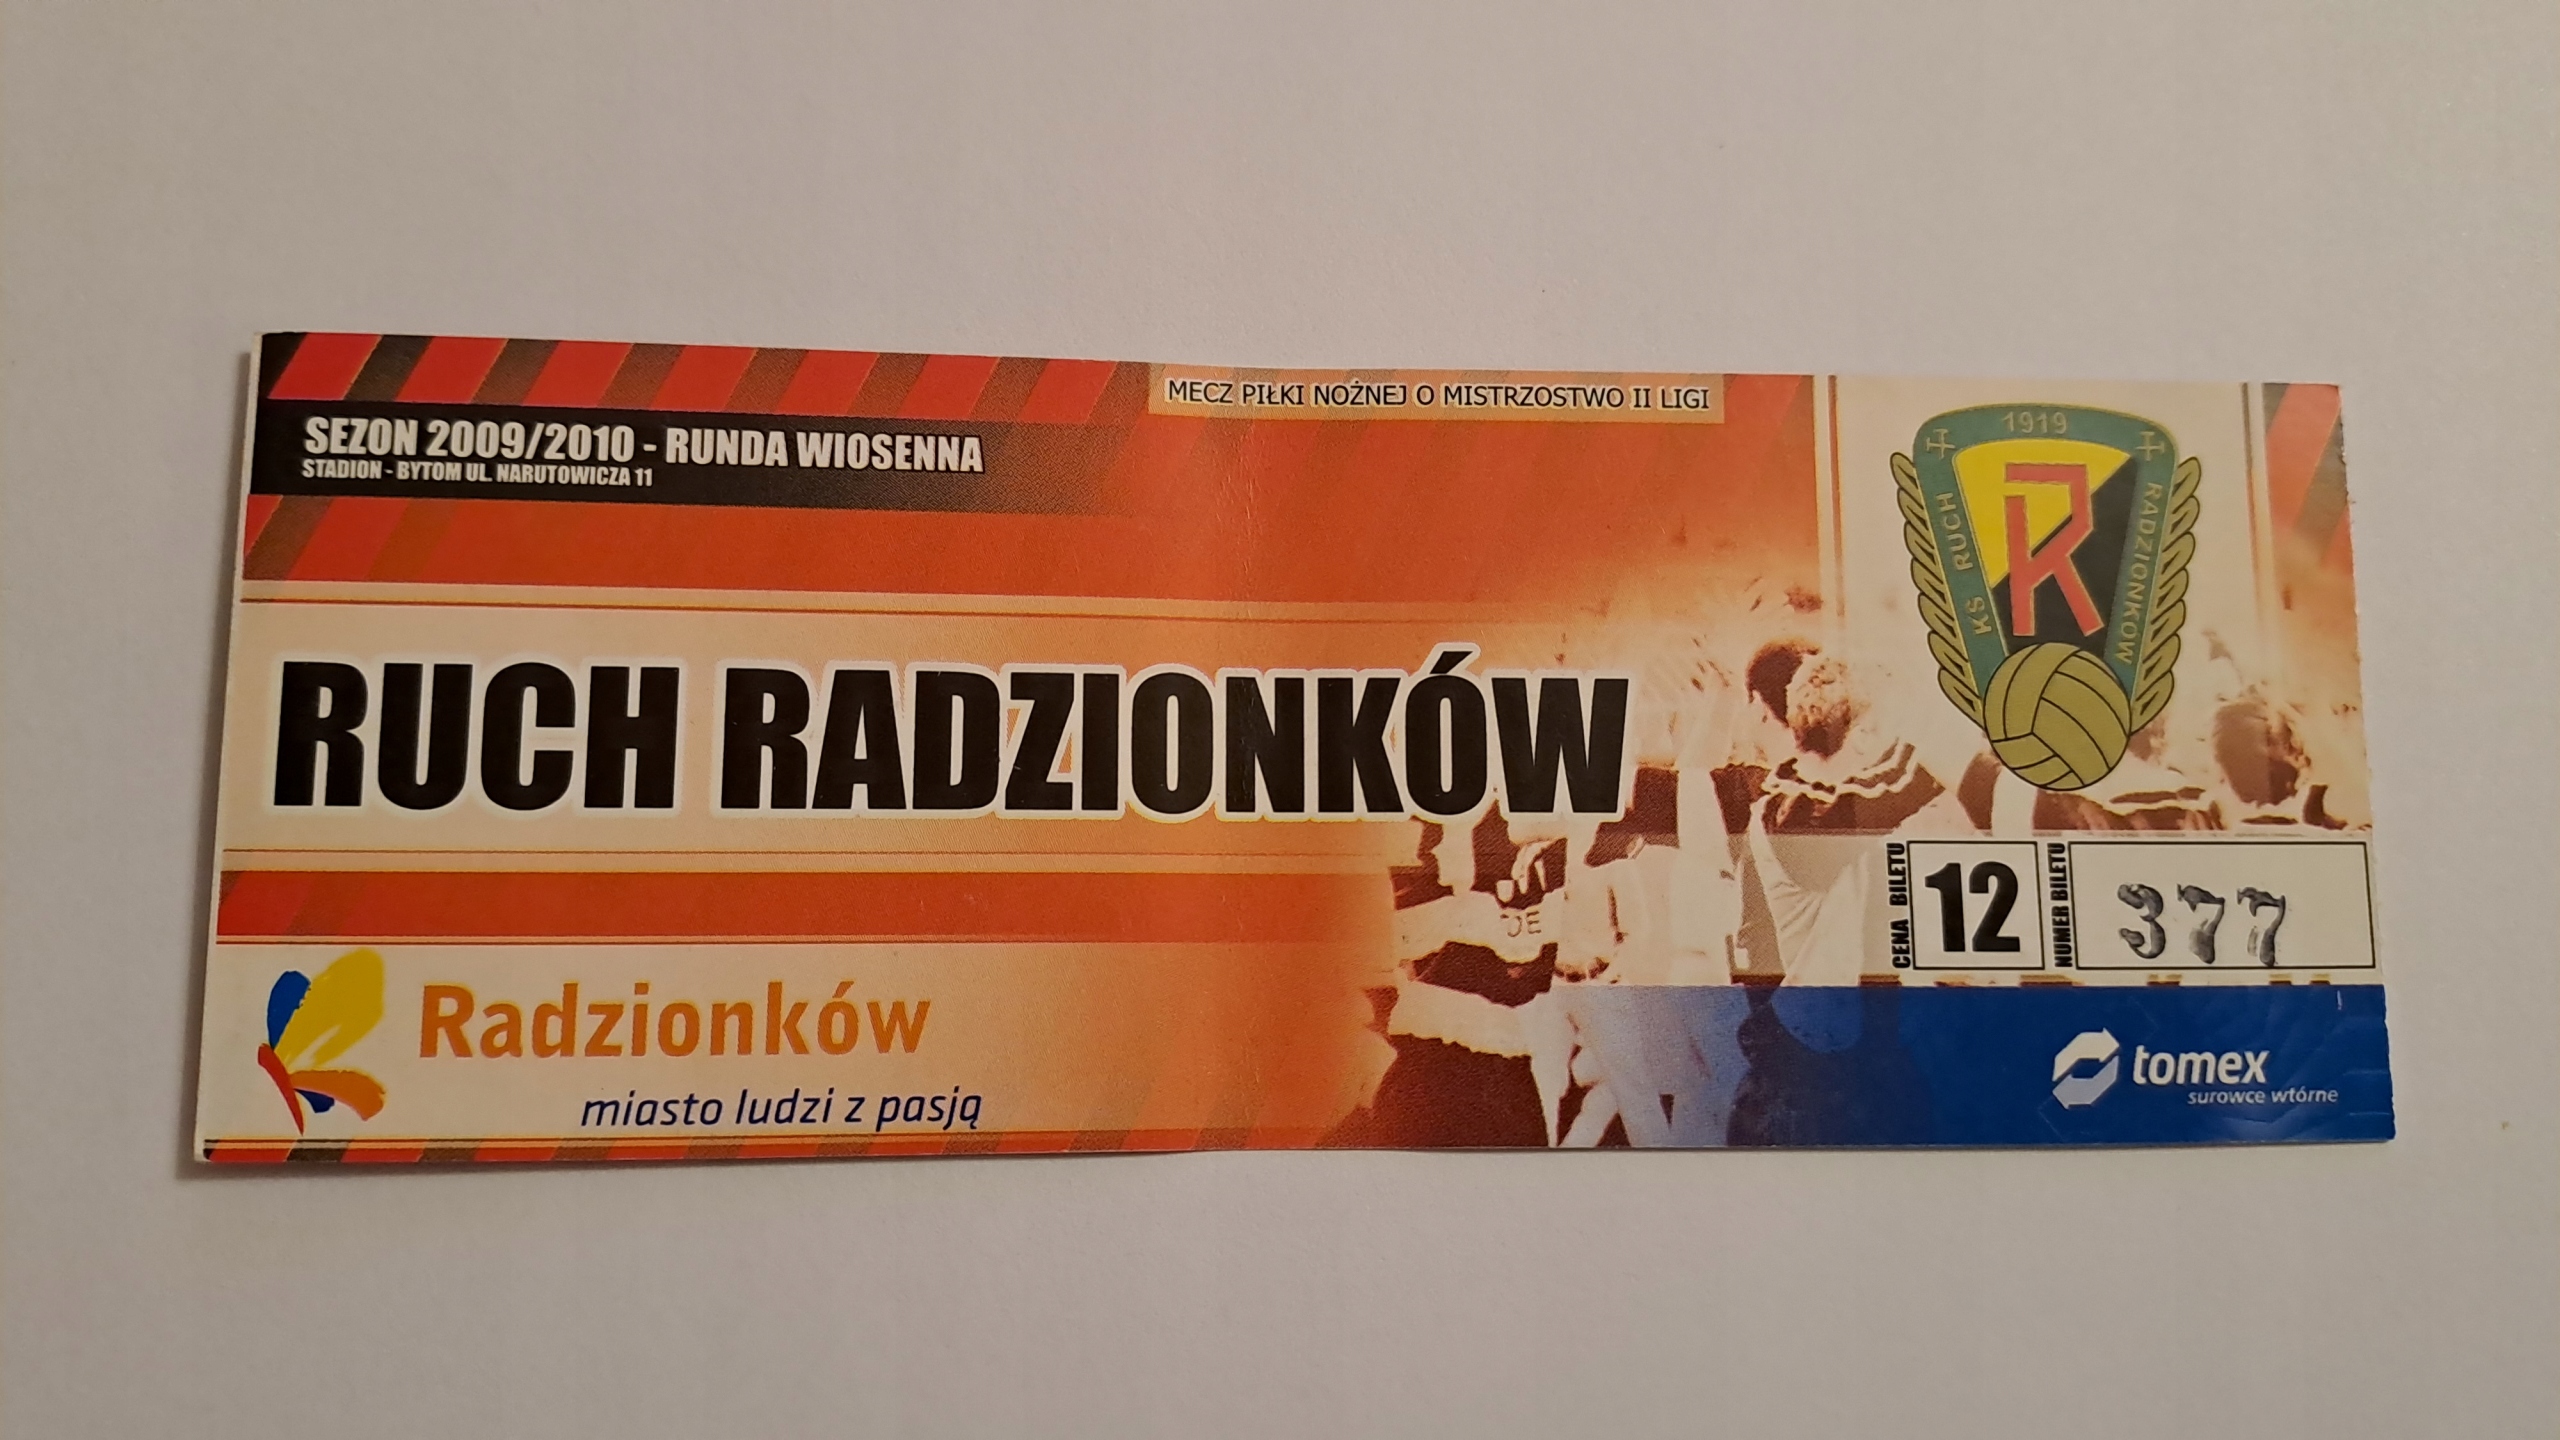 MECZ PIŁKI NOŻNEJ O MISTRZOSTWO II LIGI
SEZON 2009/2010 - RUNDA WIOSENNA
STADION - BYTOM UL. NARUTOWICZA 11
1919
KS RUCH RADZIONKÓW
R
RUCH RADZIONKÓW
CENA BILETU
12
NUMER BILETU
377
Radzionków
miasto ludzi z pasją
tomex
surowce wtórne